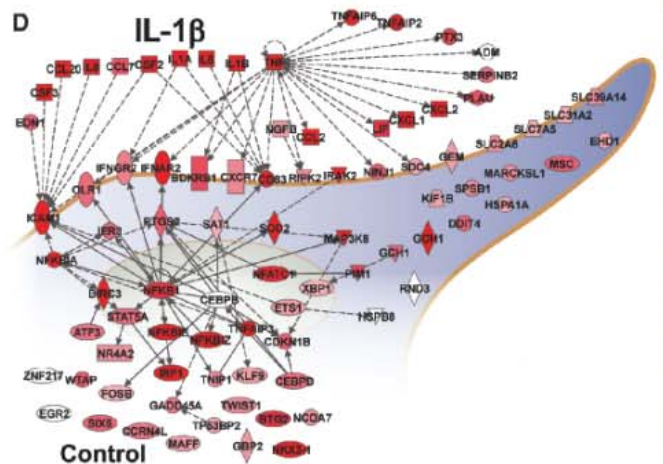 D
IL-1β
TNFAIP6
TNFAIP2
PTX3
ADM
SERPINB2
PLAU
CXCL2
CXCL1
LIF
CCL2
NGFB
TNF
IL1B
IL6
IL1A
CSF2
CCL7
IL8
CCL20
CSF3
EDN1
SLC39A14
SLC31A2
SLC7A5
SLC2A6
EHD1
ICAM1
OLR1
IFNGR2
IFNAR2
BDKRB1
CXCR7
CD83
RIPK2
IRAK2
NINJ1
SDC4
GEM
KIF1B
SPSB1
MARCKSL1
MSC
HSPA1A
DDIT4
IER3
PTGS2
SAT1
SOD2
MAP3K8
GCH1
GCH1
NFKBIA
BIRC3
NFKB1
NFATC1
PIM1
CEBPB
XBP1
RND3
ETS1
HSPB8
STAT5A
ATF3
NFKBIE
NFKBIZ
TNFAIP3
CDKN1B
NR4A2
ZNF217
WTAP
IRF1
TNIP1
KLF9
CEBPD
FOSB
EGR2
GADD45A
TWIST1
SIX5
CCRN4L
TP53BP2
BTG2
NCOA7
MAFF
GBP2
NKX3-1
Control